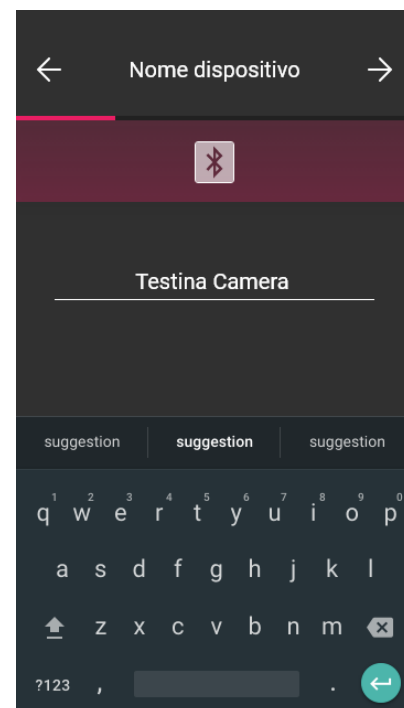 Nome dispositivo
Testina Camera
suggestion suggestion suggestion
1 2 3 4 5 6 7 8 9 0
q w e r t y u i o p
a s d f g h j k l
z x c v b n m
?123 , .